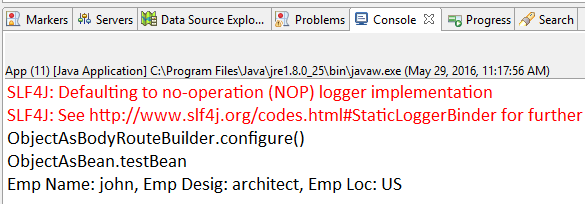 Markers Servers Data Source Explo... Problems Console Progress Search
App (11) [Java Application] C:\Program Files\Java\jre1.8.0_25\bin\javaw.exe (May 29, 2016, 11:17:56 AM)
SLF4J: Defaulting to no-operation (NOP) logger implementation
SLF4J: See http://www.slf4j.org/codes.html#StaticLoggerBinder for further
ObjectAsBodyRouteBuilder.configure()
ObjectAsBean.testBean
Emp Name: john, Emp Desig: architect, Emp Loc: US